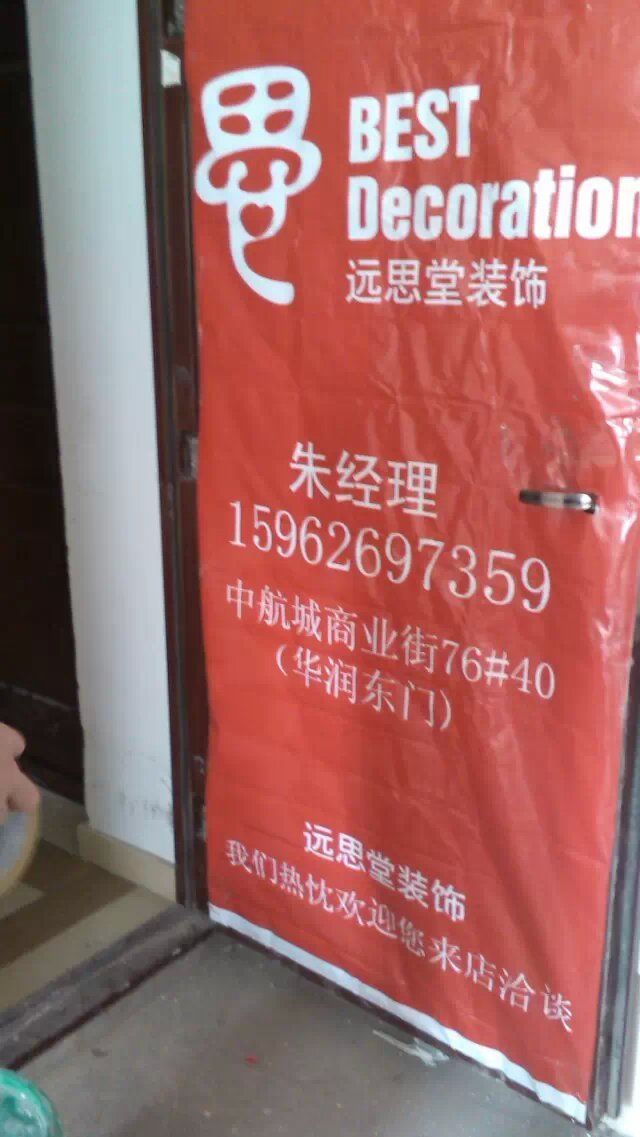 BEST
Decoration
远思堂装饰
朱经理
15962697359
中航城商业街76#40
(华润东门)
远思堂装饰
我们热忱欢迎您来店洽谈